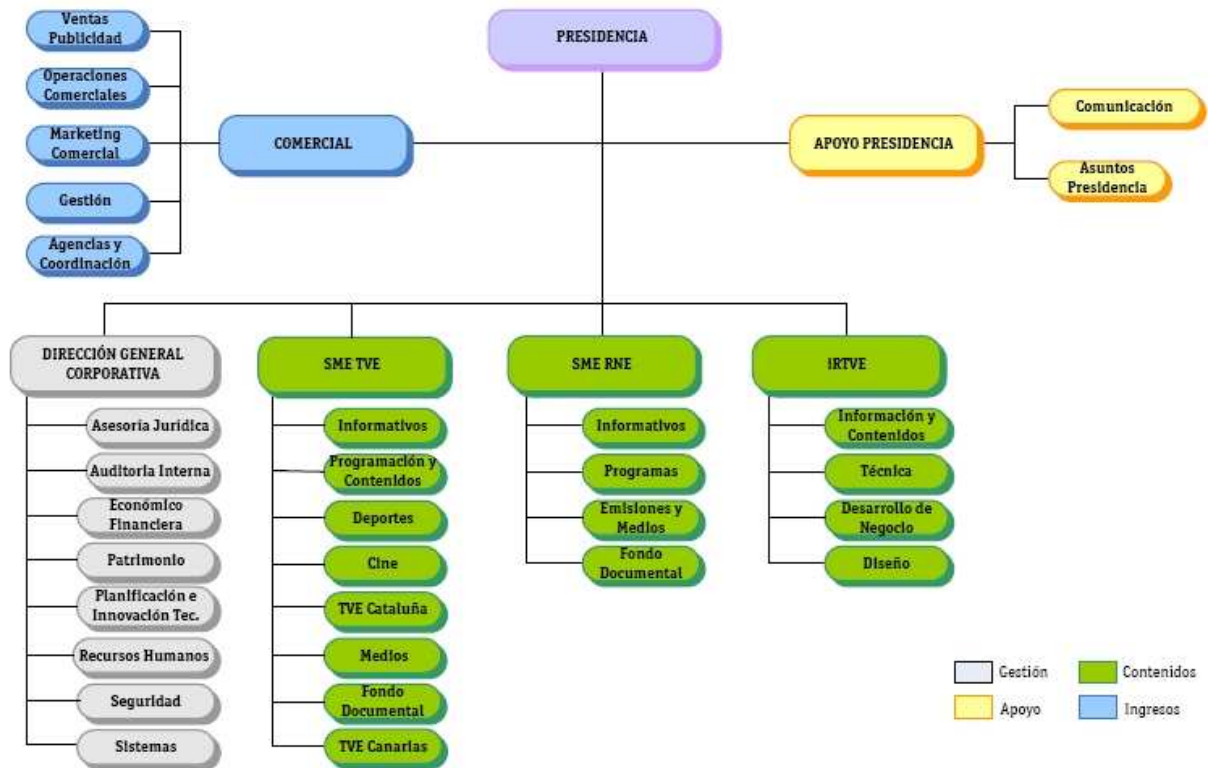 PRESIDENCIA
Ventas
Publicidad
Operaciones
Comerciales
Marketing
Comercial
Gestión
Agencias y
Coordinación
COMERCIAL
APOYO PRESIDENCIA
Comunicación
Asuntos
Presidencia
DIRECCIÓN GENERAL
CORPORATIVA
Asesoría Jurídica
Auditoria Interna
Económico
Financiera
Patrimonio
Planificación e
Innovación Tec.
Recursos Humanos
Seguridad
Sistemas
SME TVE
Informativos
Programación y
Contenidos
Deportes
Cine
TVE Cataluña
Medios
Fondo
Documental
TVE Canarias
SME RNE
Informativos
Programas
Emisiones y
Medios
Fondo
Documental
iRTVE
Información y
Contenidos
Técnica
Desarrollo de
Negocio
Diseño
Gestión
Contenidos
Apoyo
Ingresos